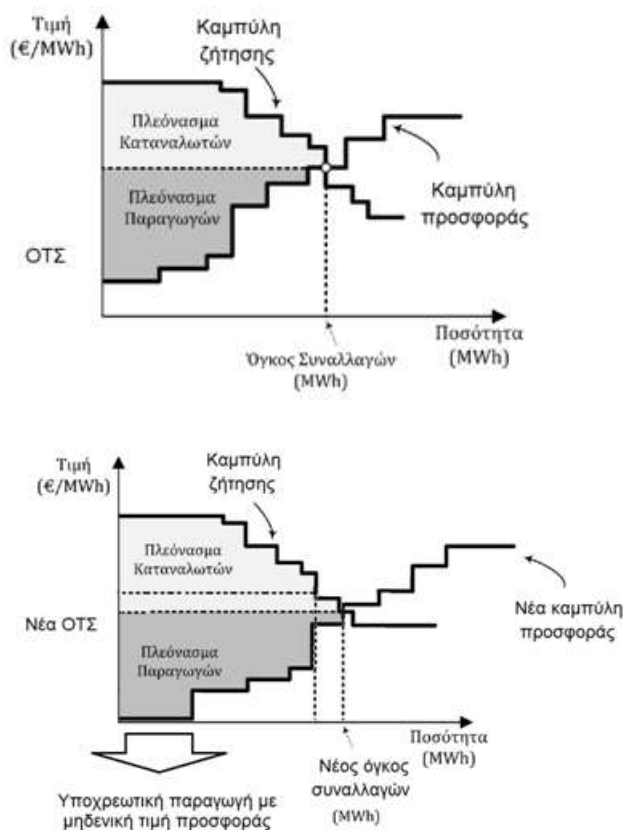 Τιμή
(€/MWh)
Καμπύλη
ζήτησης
Πλεόνασμα
Καταναλωτών
Πλεόνασμα
Παραγωγών
Καμπύλη
προσφοράς
ΟΤΣ
Ποσότητα
(MWh)
Όγκος Συναλλαγών
(MWh)
Τιμή
(€/MWh)
Καμπύλη
ζήτησης
Πλεόνασμα
Καταναλωτών
Νέα καμπύλη
προσφοράς
Νέα ΟΤΣ
Πλεόνασμα
Παραγωγών
Ποσότητα
(MWh)
Νέος όγκος
συναλλαγών
(MWh)
Υποχρεωτική παραγωγή με
μηδενική τιμή προσφοράς